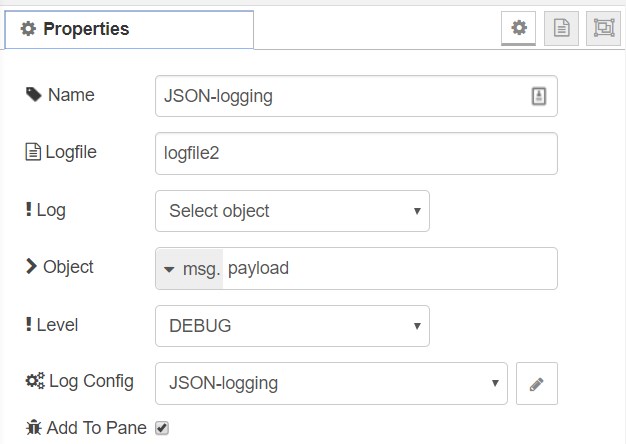 Properties
Name JSON-logging
Logfile logfile2
Log Select object
Object msg. payload
Level DEBUG
Log Config JSON-logging
Add To Pane